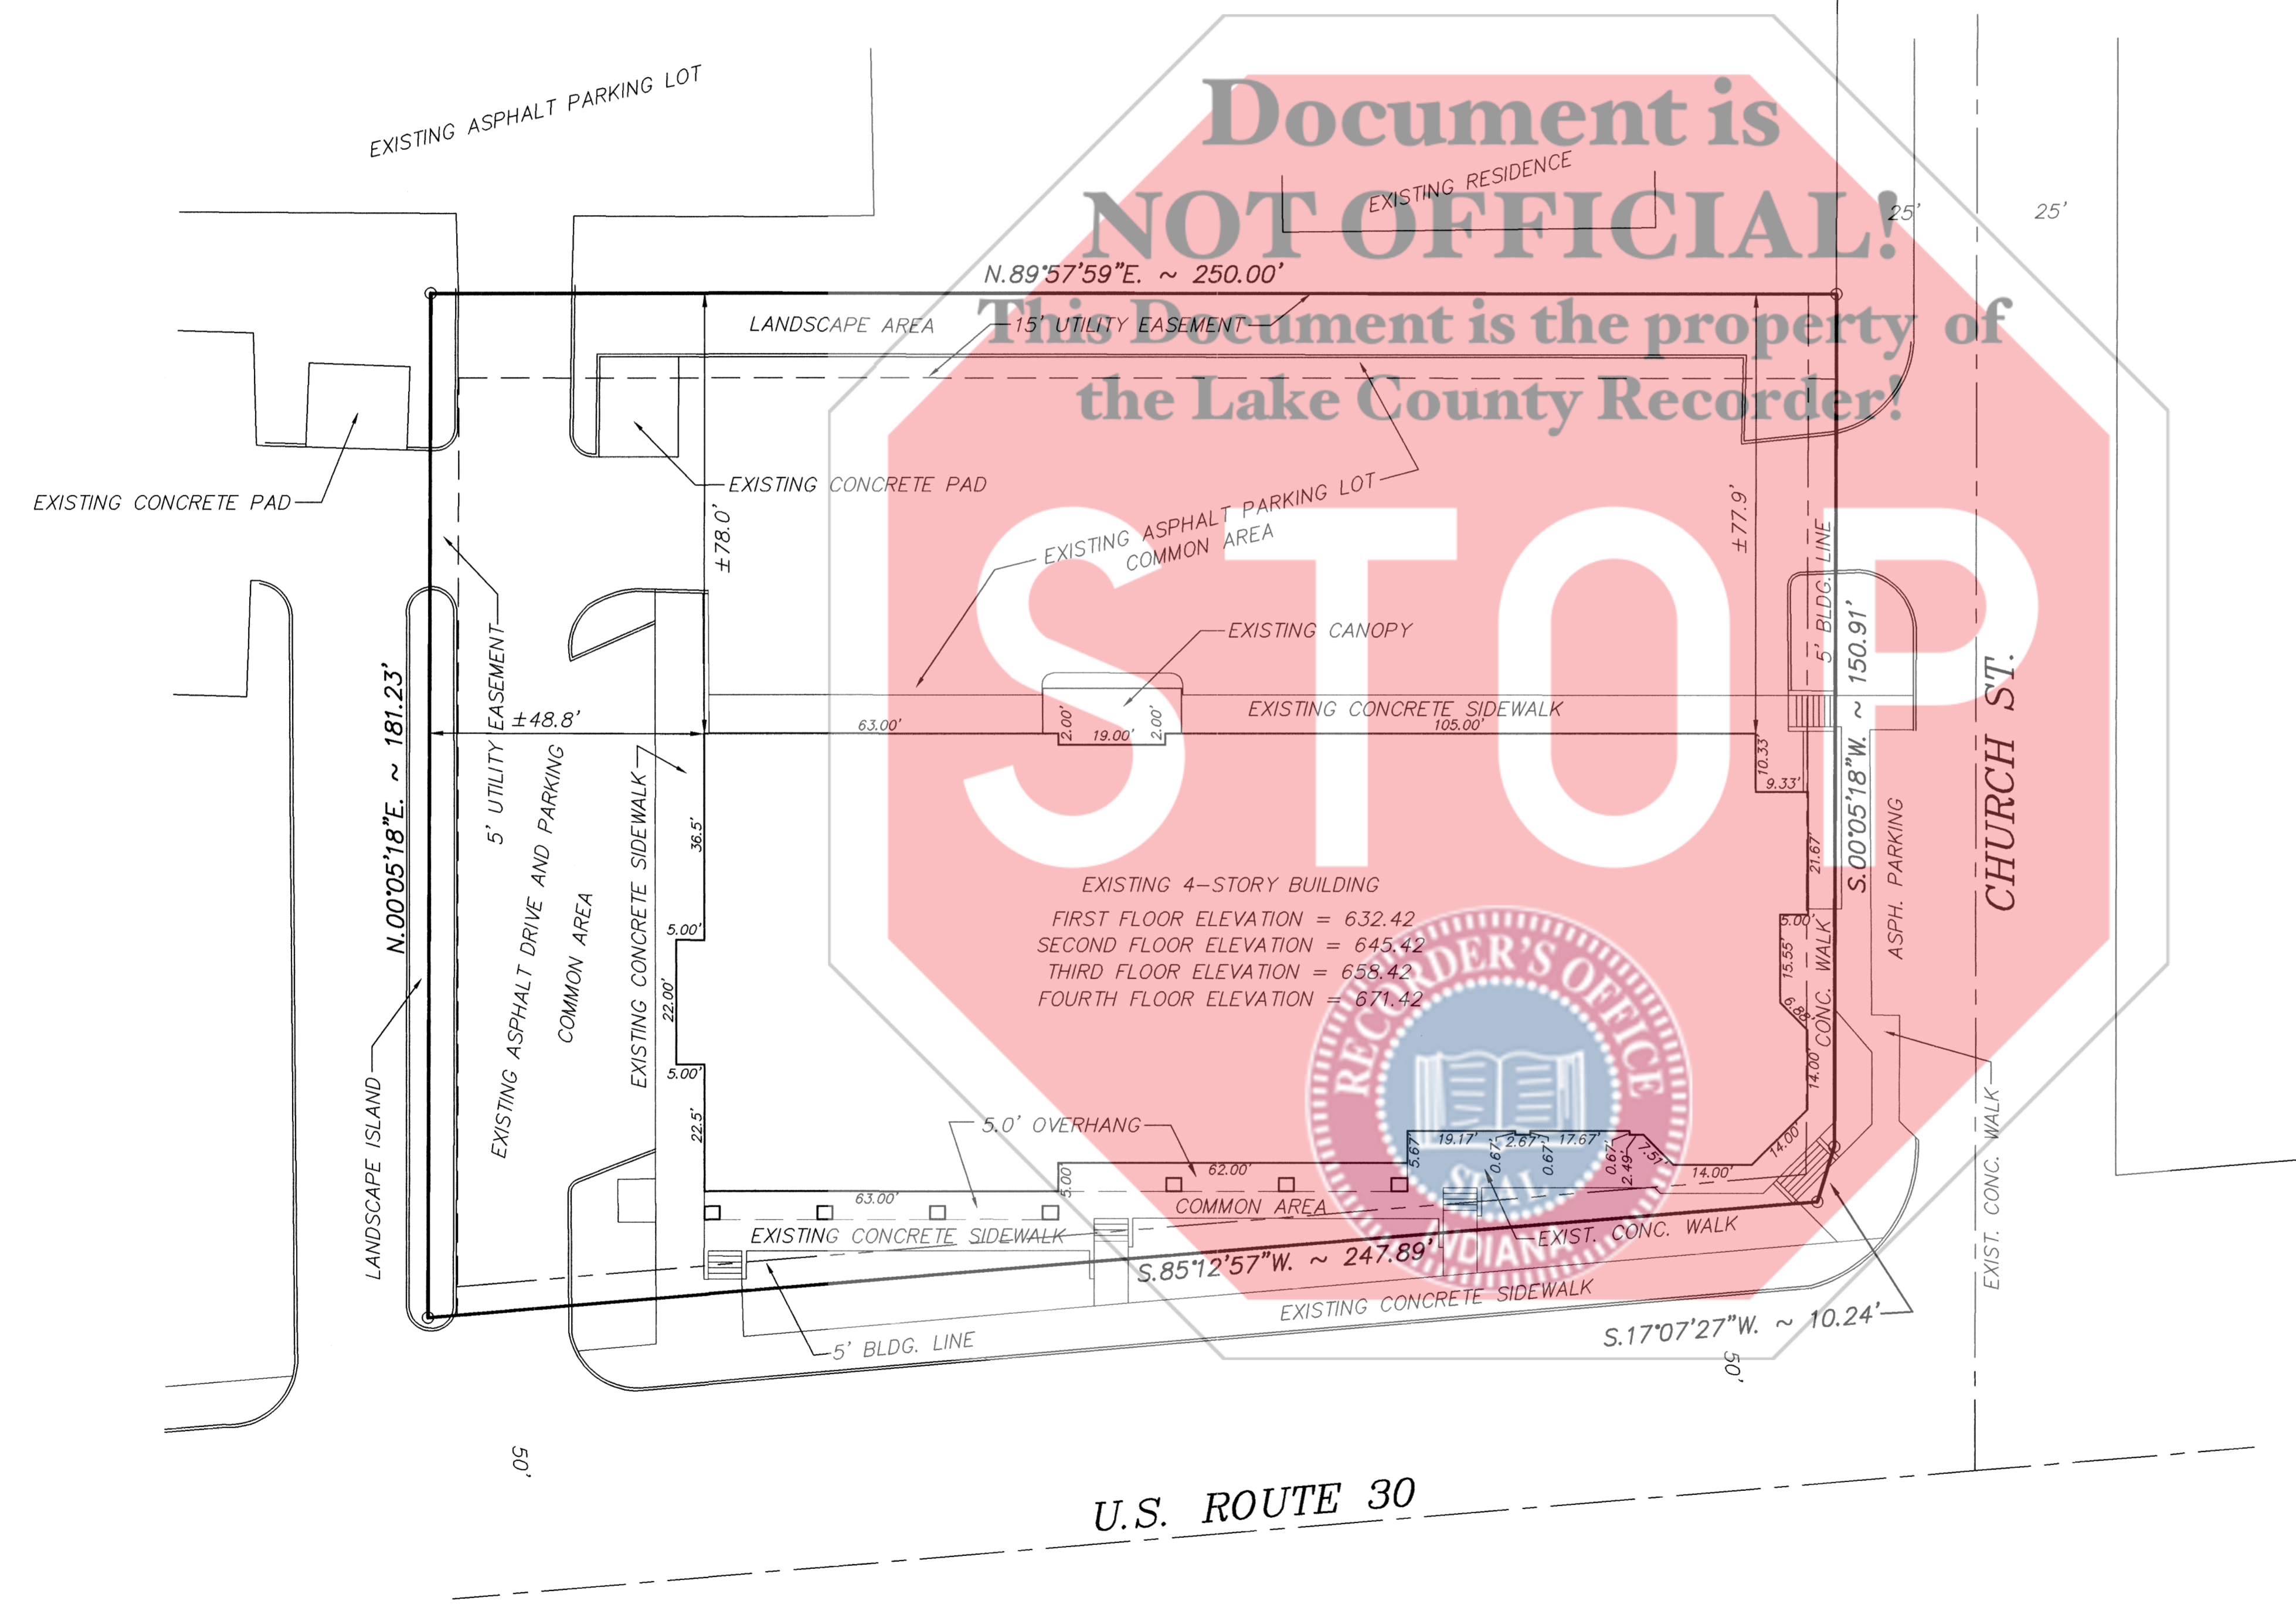 EXISTING ASPHALT PARKING LOT
Document is
NOT OFFICIAL!
This Document is the property of
the Lake County Recorder!
EXISTING RESIDENCE
25'
25'
N.89°57'59"E. ~ 250.00'
LANDSCAPE AREA
15' UTILITY EASEMENT
EXISTING CONCRETE PAD
EXISTING CONCRETE PAD
±78.0'
EXISTING ASPHALT PARKING LOT
COMMON AREA
±77.9'
5' BLDG. LINE
STOP
EXISTING CANOPY
N.00°05'18"E. ~ 181.23'
5' UTILITY EASEMENT
±48.8'
EXISTING CONCRETE SIDEWALK
63.00'
2.00'
19.00'
2.00'
105.00'
10.33'
9.33'
S.00°05'18"W. ~ 150.91'
CHURCH ST.
ASPH. PARKING
EXISTING ASPHALT DRIVE AND PARKING
COMMON AREA
EXISTING CONCRETE SIDEWALK
36.5'
5.00'
22.00'
5.00'
22.5'
21.67'
5.00'
15.55'
6.88'
14.00'
CONC. WALK
EXISTING 4-STORY BUILDING
FIRST FLOOR ELEVATION = 632.42
SECOND FLOOR ELEVATION = 645.42
THIRD FLOOR ELEVATION = 658.42
FOURTH FLOOR ELEVATION = 671.42
RECORDER'S OFFICE
SEAL
INDIANA
LANDSCAPE ISLAND
5.0' OVERHANG
5.67'
19.17'
0.67'
2.67'
0.67'
17.67'
0.67'
2.49'
7.51'
14.00'
14.00'
62.00'
5.00'
63.00'
COMMON AREA
EXISTING CONCRETE SIDEWALK
EXIST. CONC. WALK
EXIST. CONC. WALK
S.85°12'57"W. ~ 247.89'
EXISTING CONCRETE SIDEWALK
S.17°07'27"W. ~ 10.24'
5' BLDG. LINE
50'
50'
U.S. ROUTE 30